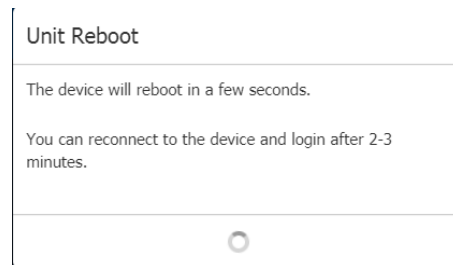 Unit Reboot
The device will reboot in a few seconds.
You can reconnect to the device and login after 2-3
minutes.